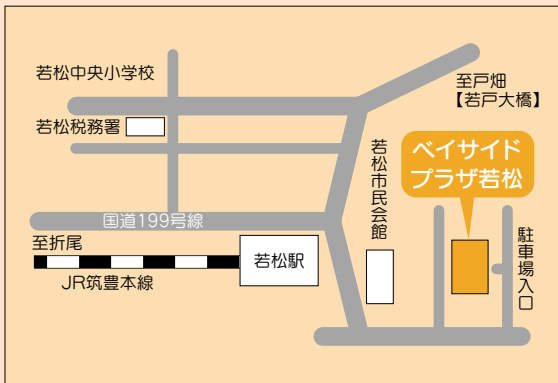 若松中央小学校
至戸畑
【若戸大橋】
若松税務署
ベイサイド
プラザ若松
若松市民会館
国道199号線
駐車場入口
至折尾
若松駅
JR筑豊本線